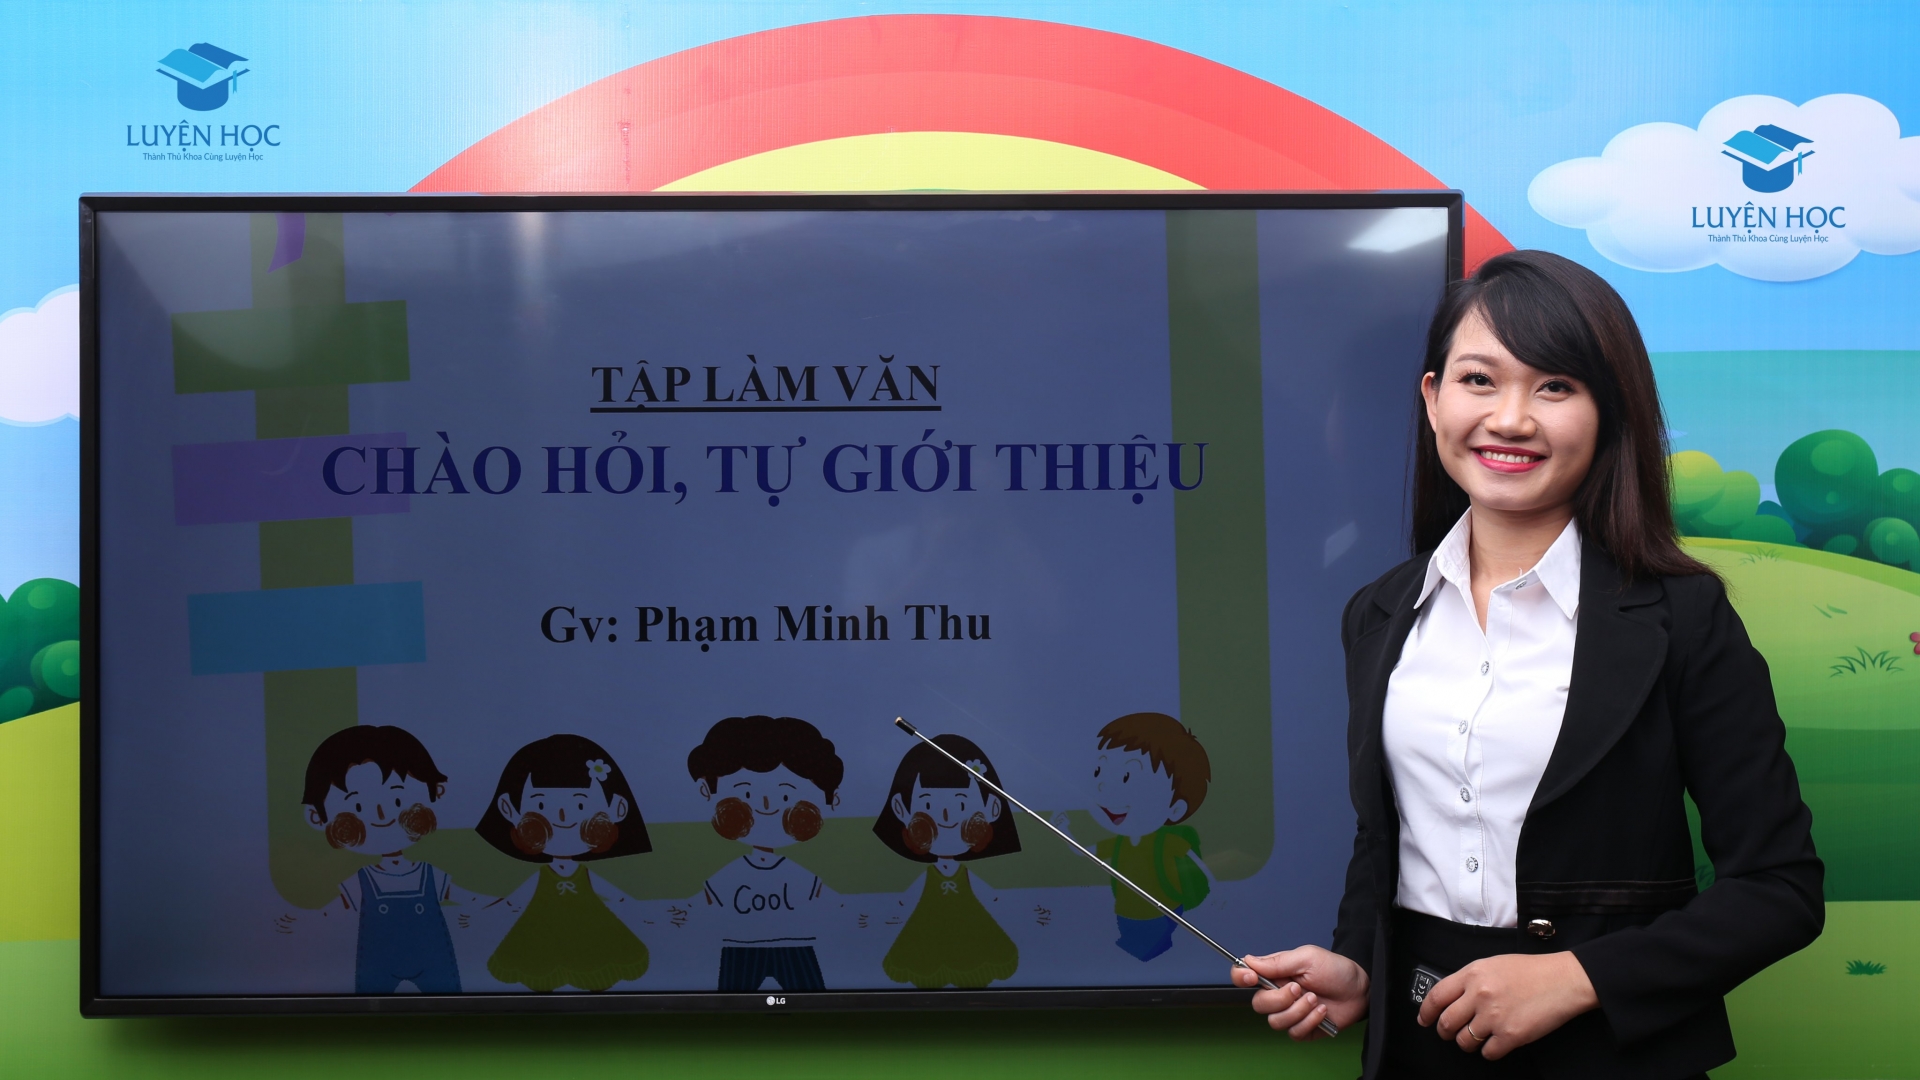 LUYỆN HỌC
Thành Thủ Khoa Cùng Luyện Học
LUYỆN HỌC
Thành Thủ Khoa Cùng Luyện Học
TẬP LÀM VĂN
CHÀO HỎI, TỰ GIỚI THIỆU
Gv: Phạm Minh Thu
Cool
LG